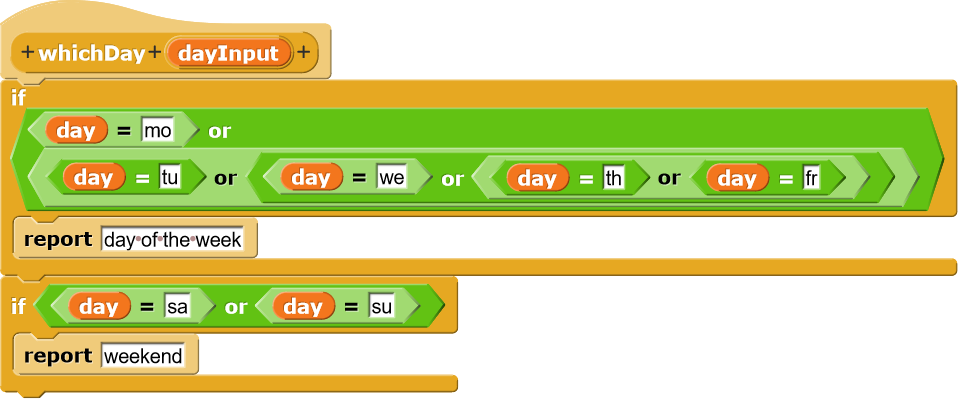 + whichDay + dayInput +
if
day = mo or
day = tu or day = we or day = th or day = fr
report day•of•the•week
if day = sa or day = su
report weekend